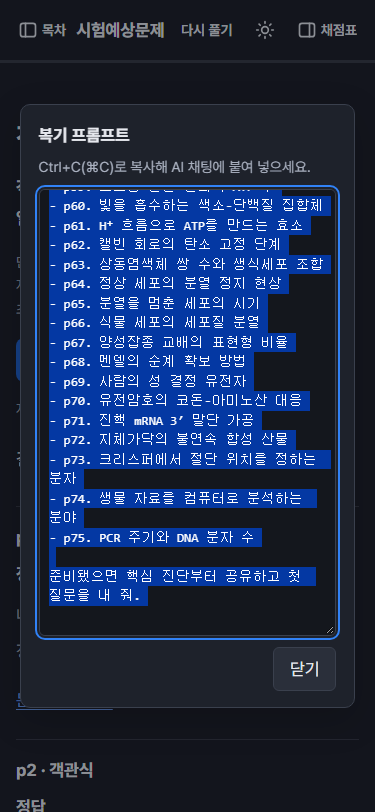 목차 시험예상문제 다시 풀기 채점표
복기 프롬프트
Ctrl+C(⌘C)로 복사해 AI 채팅에 붙여 넣으세요.
- p60. 빛을 흡수하는 색소-단백질 집합체
- p61. H⁺ 흐름으로 ATP를 만드는 효소
- p62. 캘빈 회로의 탄소 고정 단계
- p63. 상동염색체 쌍 수와 생식세포 조합
- p64. 정상 세포의 분열 정지 현상
- p65. 분열을 멈춘 세포의 시기
- p66. 식물 세포의 세포질 분열
- p67. 양성잡종 교배의 표현형 비율
- p68. 멘델의 순계 확보 방법
- p69. 사람의 성 결정 유전자
- p70. 유전암호의 코돈-아미노산 대응
- p71. 진핵 mRNA 3’ 말단 가공
- p72. 지체가닥의 불연속 합성 산물
- p73. 크리스퍼에서 절단 위치를 정하는
분자
- p74. 생물 자료를 컴퓨터로 분석하는
분야
- p75. PCR 주기와 DNA 분자 수
준비됐으면 핵심 진단부터 공유하고 첫
질문을 내 줘.
닫기
p2 · 객관식
정답